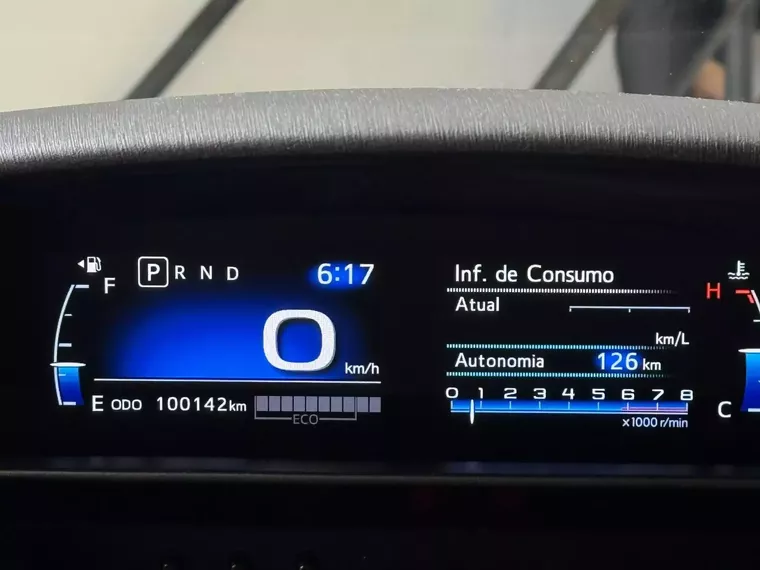 F
P R N D
6:17
0
km/h
E ODO 100142km
ECO
Inf. de Consumo
Atual
km/L
Autonomia 126 km
0 1 2 3 4 5 6 7 8
x1000 r/min
H
C